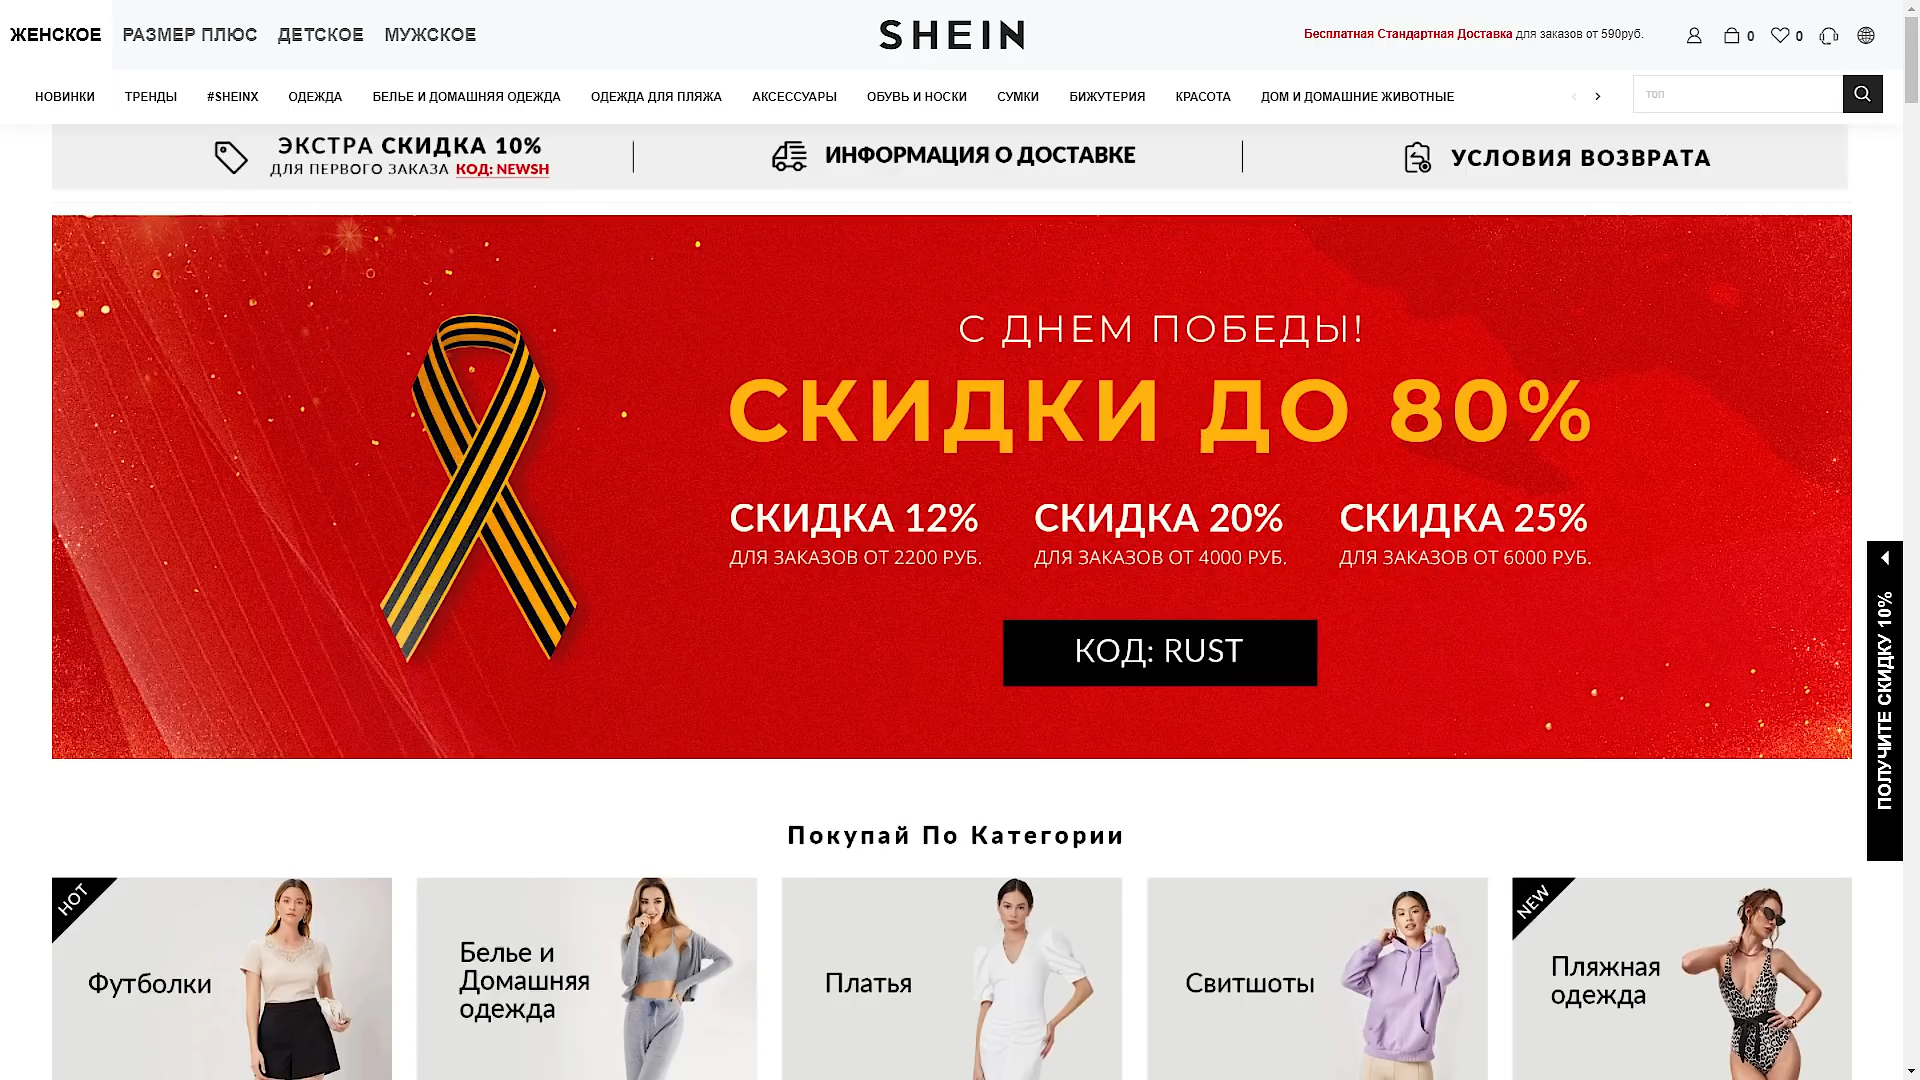 ЖЕНСКОЕ РАЗМЕР ПЛЮС ДЕТСКОЕ МУЖСКОЕ
SHEIN
Бесплатная Стандартная Доставка для заказов от 590руб.
0 0
НОВИНКИ ТРЕНДЫ #SHEINX ОДЕЖДА БЕЛЬЕ И ДОМАШНЯЯ ОДЕЖДА ОДЕЖДА ДЛЯ ПЛЯЖА АКСЕССУАРЫ ОБУВЬ И НОСКИ СУМКИ БИЖУТЕРИЯ КРАСОТА ДОМ И ДОМАШНИЕ ЖИВОТНЫЕ
топ
ЭКСТРА СКИДКА 10%
ДЛЯ ПЕРВОГО ЗАКАЗА КОД: NEWSH
ИНФОРМАЦИЯ О ДОСТАВКЕ
УСЛОВИЯ ВОЗВРАТА
С ДНЕМ ПОБЕДЫ!
СКИДКИ ДО 80%
СКИДКА 12%
ДЛЯ ЗАКАЗОВ ОТ 2200 РУБ.
СКИДКА 20%
ДЛЯ ЗАКАЗОВ ОТ 4000 РУБ.
СКИДКА 25%
ДЛЯ ЗАКАЗОВ ОТ 6000 РУБ.
КОД: RUST
ПОЛУЧИТЕ СКИДКУ 10%
Покупай По Категории
HOT
Футболки
Белье и
Домашняя
одежда
Платья
Свитшоты
NEW
Пляжная
одежда